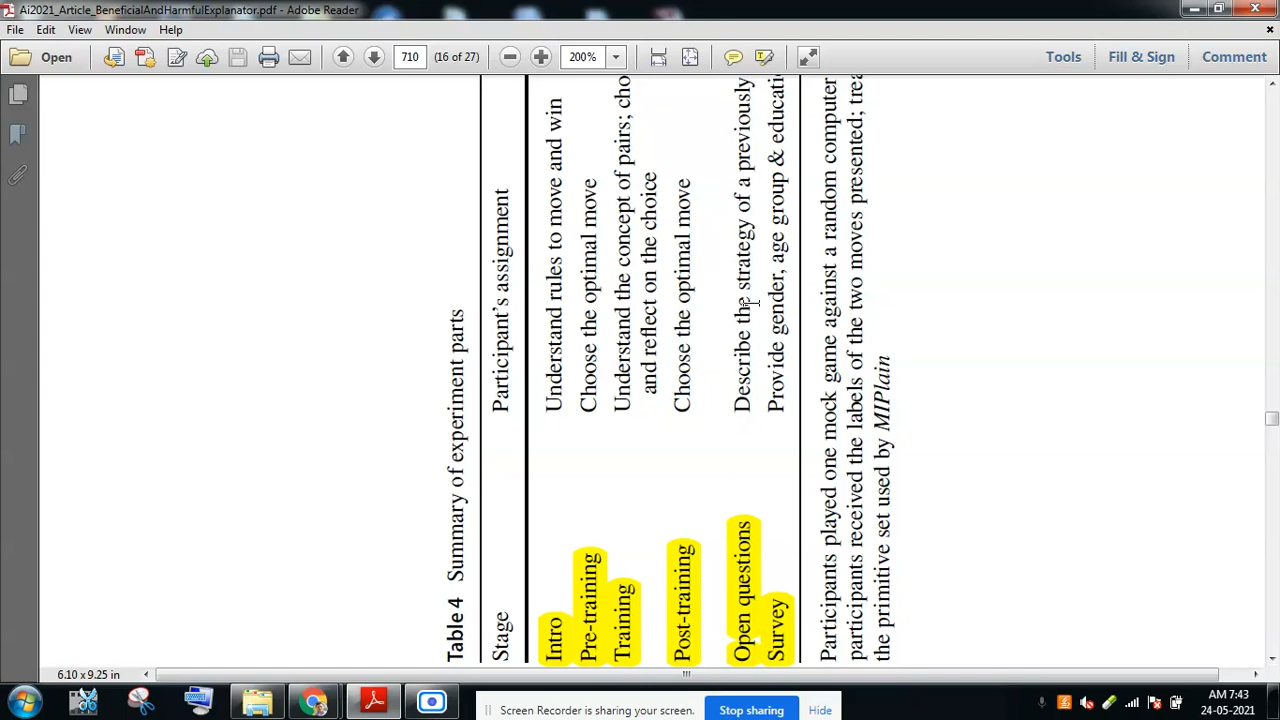 Ai2021_Article_BeneficialAndHarmfulExplanator.pdf - Adobe Reader
File Edit View Window Help
Open 710 (16 of 27) 200% Tools Fill & Sign Comment
Table 4 Summary of experiment parts
Stage Participant's assignment
Intro Understand rules to move and win
Pre-training Choose the optimal move
Training Understand the concept of pairs; cho
and reflect on the choice
Post-training Choose the optimal move
Open questions Describe the strategy of a previously
Survey Provide gender, age group & educati
Participants played one mock game against a random computer
participants received the labels of the two moves presented; trea
the primitive set used by MIPlain
6.10 x 9.25 in
Screen Recorder is sharing your screen. Stop sharing Hide
AM 7:43
24-05-2021